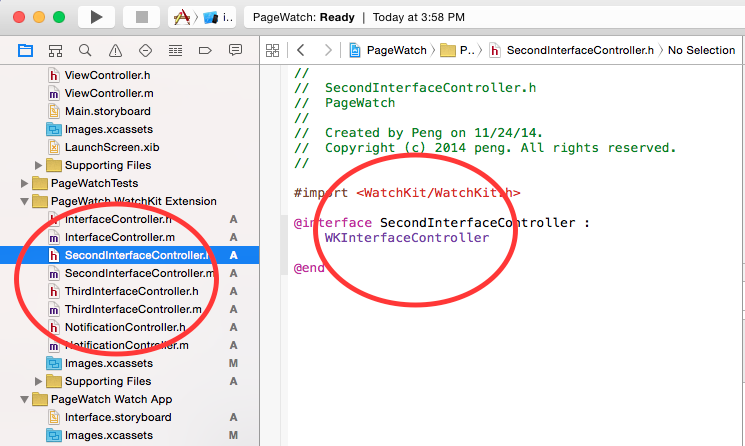 i..
PageWatch: Ready | Today at 3:58 PM
PageWatch
P..
h SecondInterfaceController.h
No Selection
h ViewController.h
m ViewController.m
Main.storyboard
Images.xcassets
LaunchScreen.xib
Supporting Files
PageWatchTests
PageWatch WatchKit Extension
h InterfaceController.h A
m InterfaceController.m A
h SecondInterfaceController.h A
m SecondInterfaceController.m A
h ThirdInterfaceController.h A
m ThirdInterfaceController.m A
h NotificationController.h A
m NotificationController.m A
Images.xcassets M
Supporting Files A
PageWatch Watch App
Interface.storyboard A
Images.xcassets M
//
// SecondInterfaceController.h
// PageWatch
//
// Created by Peng on 11/24/14.
// Copyright (c) 2014 peng. All rights reserved.
//
#import <WatchKit/WatchKit.h>
@interface SecondInterfaceController :
WKInterfaceController
@end